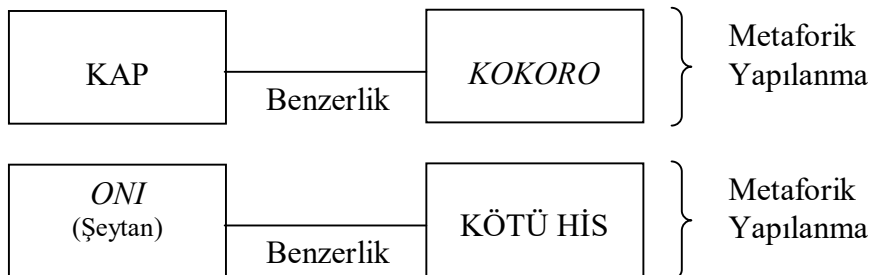 KAP
Benzerlik
KOKORO
Metaforik
Yapılanma
ONI
(Şeytan)
Benzerlik
KÖTÜ HİS
Metaforik
Yapılanma